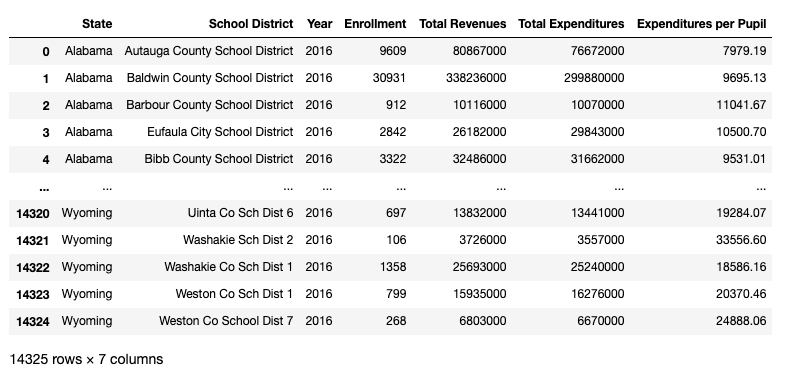 State School District Year Enrollment Total Revenues Total Expenditures Expenditures per Pupil
0 Alabama Autauga County School District 2016 9609 80867000 76672000 7979.19
1 Alabama Baldwin County School District 2016 30931 338236000 299880000 9695.13
2 Alabama Barbour County School District 2016 912 10116000 10070000 11041.67
3 Alabama Eufaula City School District 2016 2842 26182000 29843000 10500.70
4 Alabama Bibb County School District 2016 3322 32486000 31662000 9531.01
... ... ... ... ... ... ... ...
14320 Wyoming Uinta Co Sch Dist 6 2016 697 13832000 13441000 19284.07
14321 Wyoming Washakie Sch Dist 2 2016 106 3726000 3557000 33556.60
14322 Wyoming Washakie Co Sch Dist 1 2016 1358 25693000 25240000 18586.16
14323 Wyoming Weston Co Sch Dist 1 2016 799 15935000 16276000 20370.46
14324 Wyoming Weston Co School Dist 7 2016 268 6803000 6670000 24888.06
14325 rows × 7 columns